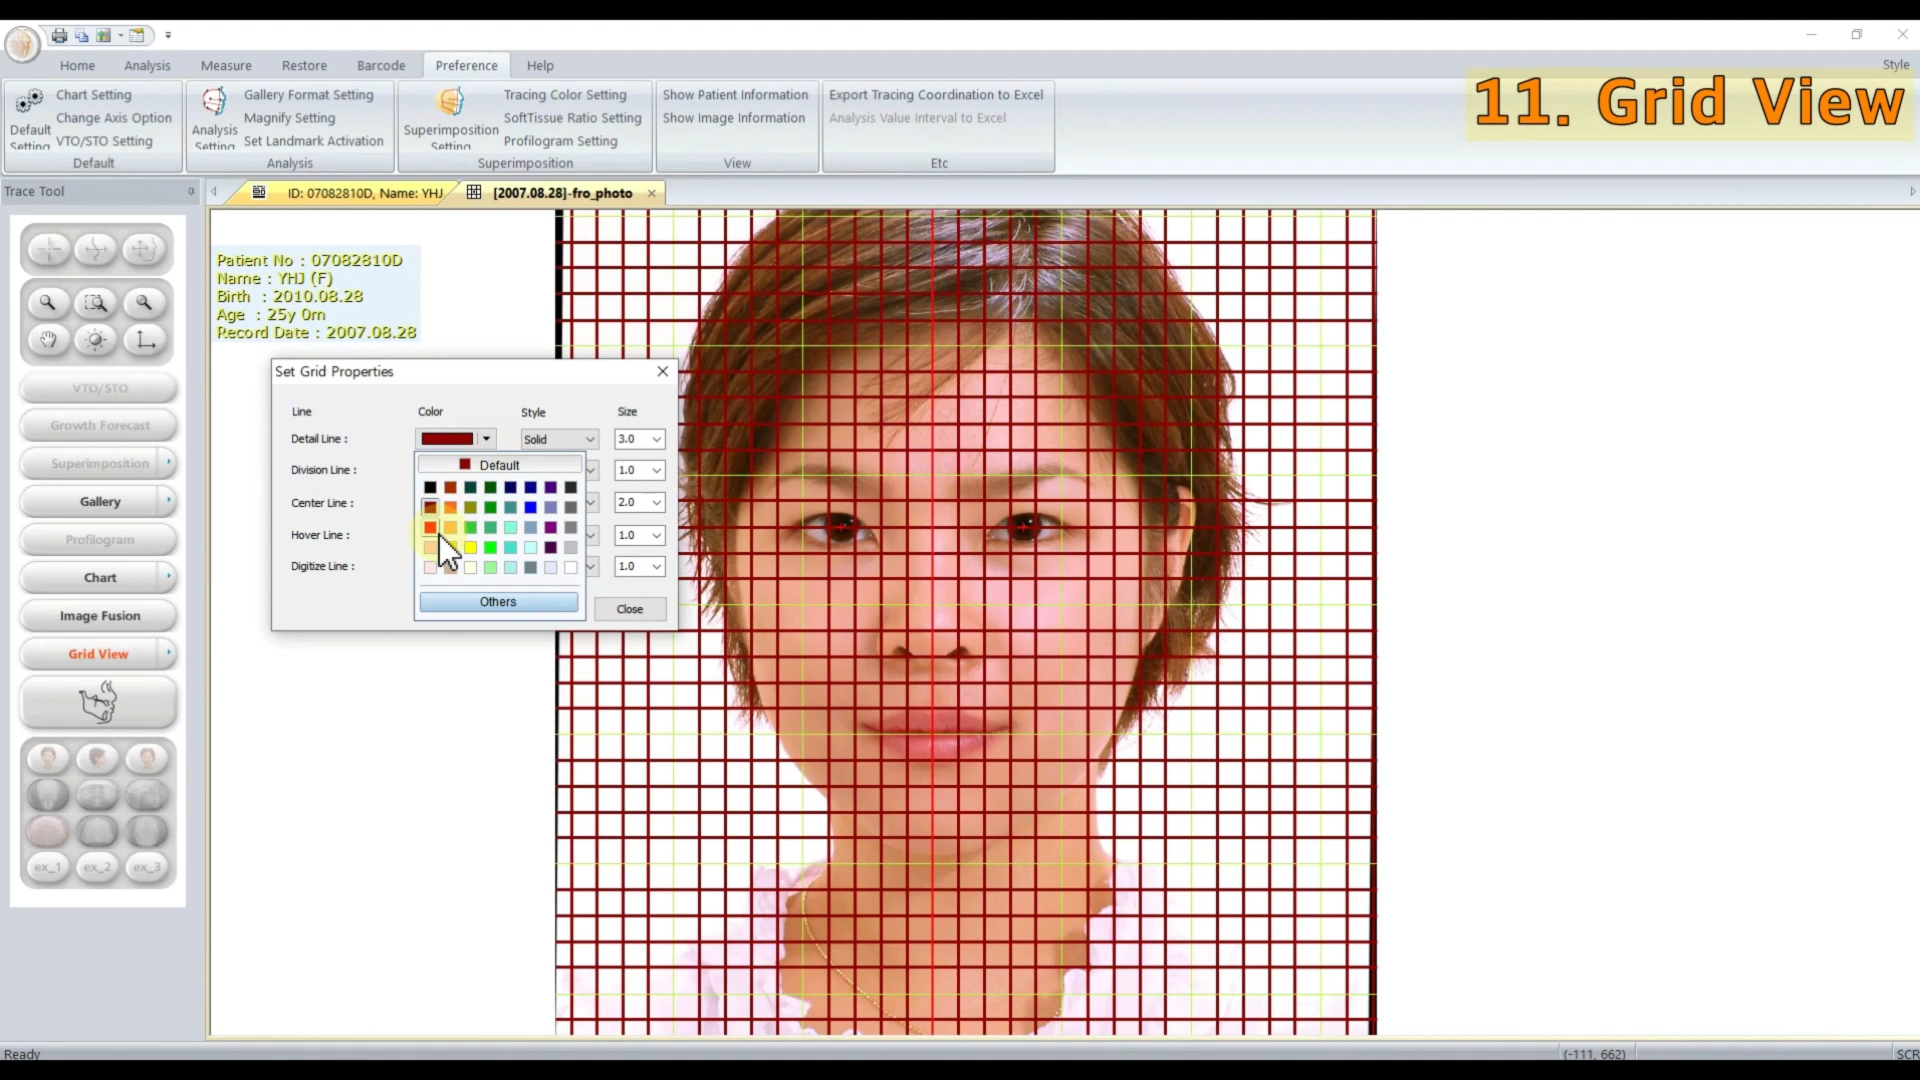 Home Analysis Measure Restore Barcode Preference Help Style
11. Grid View
Default Setting
Chart Setting
Change Axis Option
VTO/STO Setting
Default
Analysis Setting
Gallery Format Setting
Magnify Setting
Set Landmark Activation
Analysis
Superimposition Setting
Tracing Color Setting
SoftTissue Ratio Setting
Profilogram Setting
Superimposition
Show Patient Information
Show Image Information
View
Export Tracing Coordination to Excel
Analysis Value Interval to Excel
Etc
Trace Tool
ID: 07082810D, Name: YHJ
[2007.08.28]-fro_photo
Patient No : 07082810D
Name : YHJ (F)
Birth : 2010.08.28
Age : 25y 0m
Record Date : 2007.08.28
Set Grid Properties
Line Color Style Size
Detail Line : Solid 3.0
Default
Division Line : 1.0
Center Line : 2.0
Hover Line : 1.0
Digitize Line : 1.0
Others
Close
VTO/STO
Growth Forecast
Superimposition
Gallery
Profilogram
Chart
Image Fusion
Grid View
ex_1 ex_2 ex_3
Ready
(-111, 662)
SCR